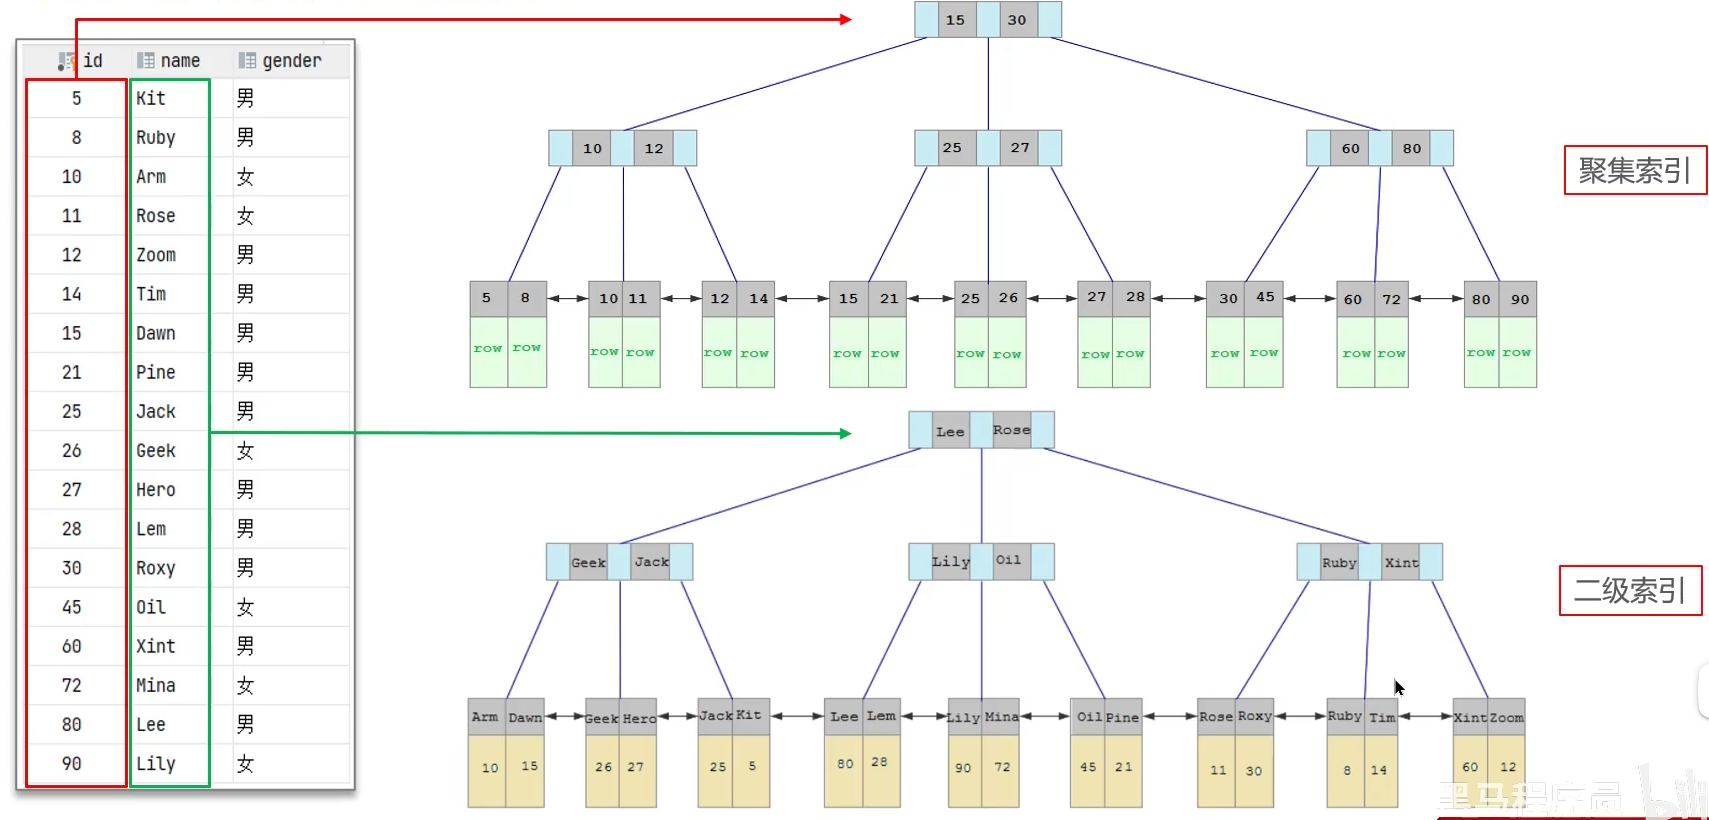 id name gender
5 Kit 男
8 Ruby 男
10 Arm 女
11 Rose 女
12 Zoom 男
14 Tim 男
15 Dawn 男
21 Pine 男
25 Jack 男
26 Geek 女
27 Hero 男
28 Lem 男
30 Roxy 男
45 Oil 女
60 Xint 男
72 Mina 女
80 Lee 男
90 Lily 女
15 30
10 12 25 27 60 80
聚集索引
5 8 10 11 12 14 15 21 25 26 27 28 30 45 60 72 80 90
row row row row row row row row row row row row row row row row row row
Lee Rose
Geek Jack Lily Oil Ruby Xint
二级索引
Arm Dawn Geek Hero Jack Kit Lee Lem Lily Mina Oil Pine Rose Roxy Ruby Tim Xint Zoom
10 15 26 27 25 5 80 28 90 72 45 21 11 30 8 14 60 12
黑马程序员